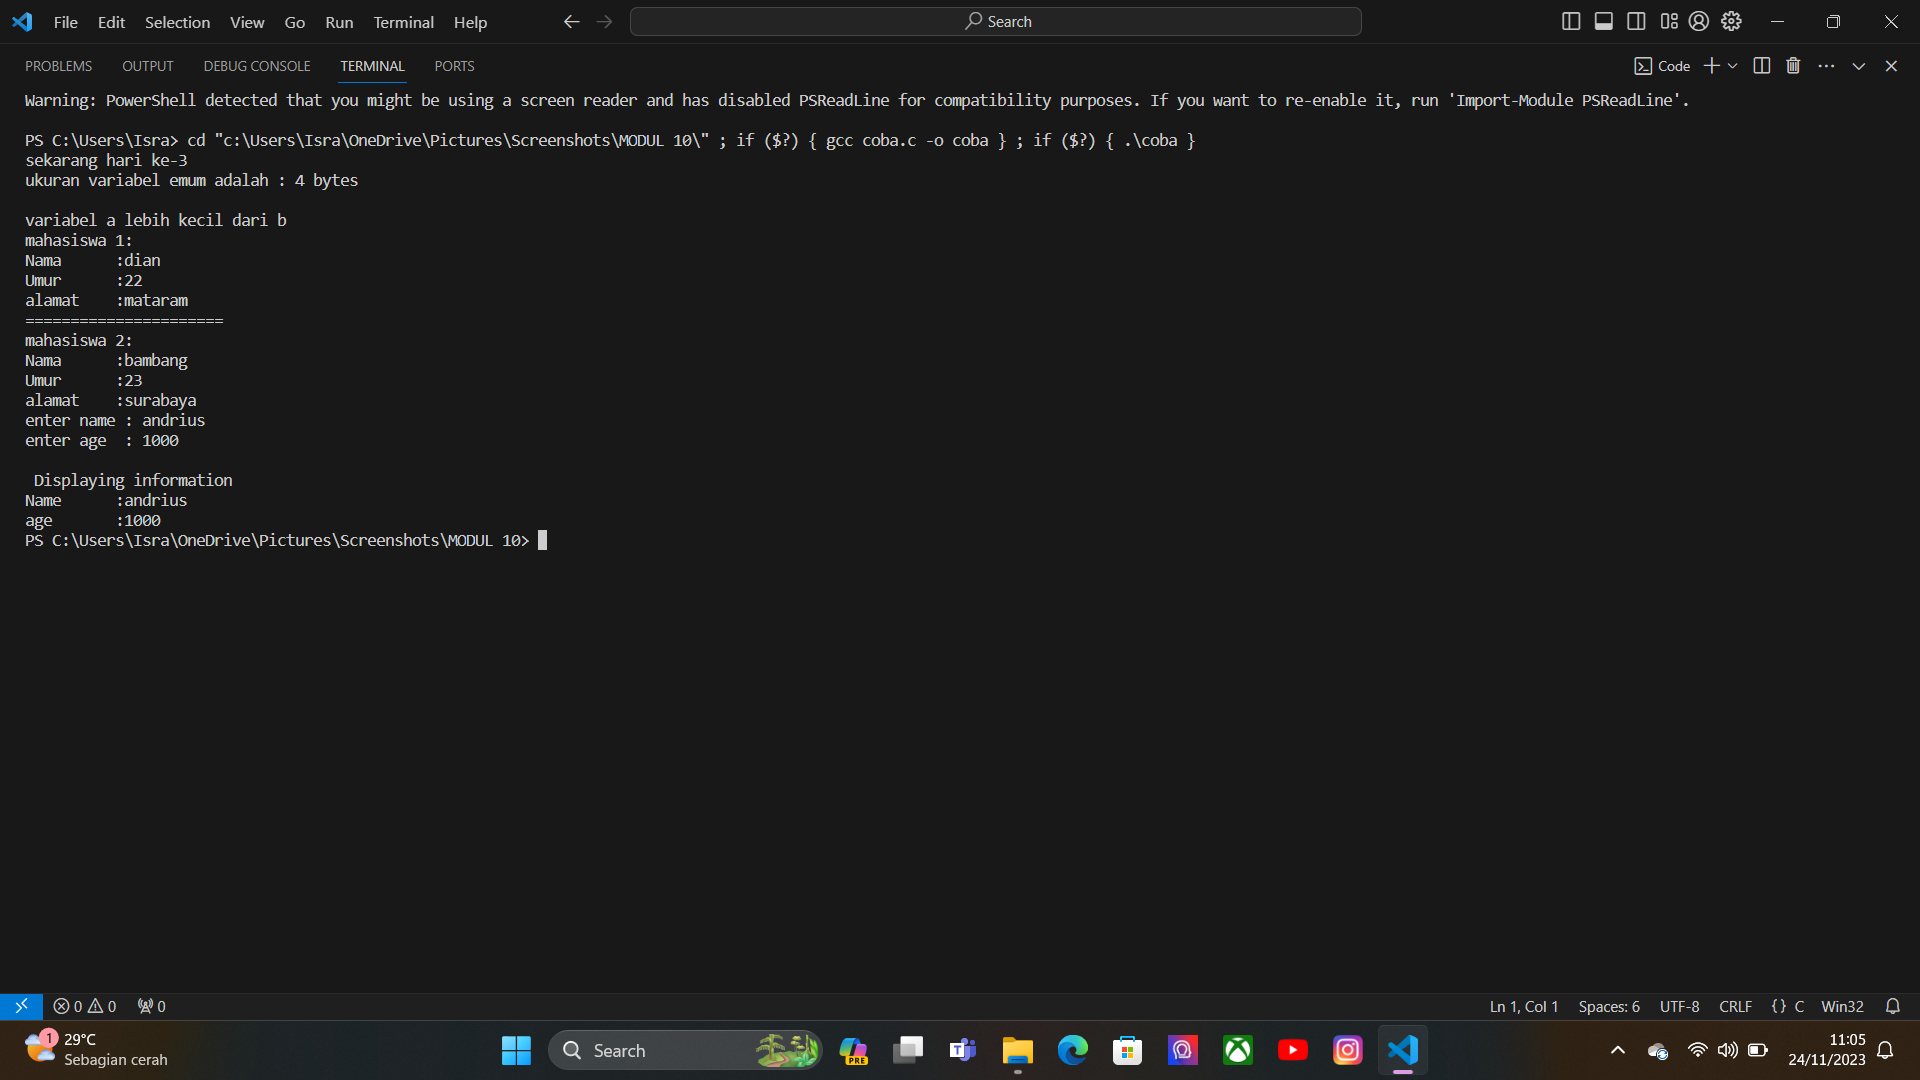 File Edit Selection View Go Run Terminal Help
Search
PROBLEMS OUTPUT DEBUG CONSOLE TERMINAL PORTS
Code
Warning: PowerShell detected that you might be using a screen reader and has disabled PSReadLine for compatibility purposes. If you want to re-enable it, run 'Import-Module PSReadLine'.
PS C:\Users\Isra> cd "c:\Users\Isra\OneDrive\Pictures\Screenshots\MODUL 10\" ; if ($?) { gcc coba.c -o coba } ; if ($?) { .\coba }
sekarang hari ke-3
ukuran variabel emum adalah : 4 bytes
variabel a lebih kecil dari b
mahasiswa 1:
Nama      :dian
Umur      :22
alamat    :mataram
======================
mahasiswa 2:
Nama      :bambang
Umur      :23
alamat    :surabaya
enter name : andrius
enter age  : 1000
Displaying information
Name      :andrius
age       :1000
PS C:\Users\Isra\OneDrive\Pictures\Screenshots\MODUL 10>
0 0 0
Ln 1, Col 1 Spaces: 6 UTF-8 CRLF {} C Win32
1
29°C
Sebagian cerah
Search
PRE
11:05
24/11/2023